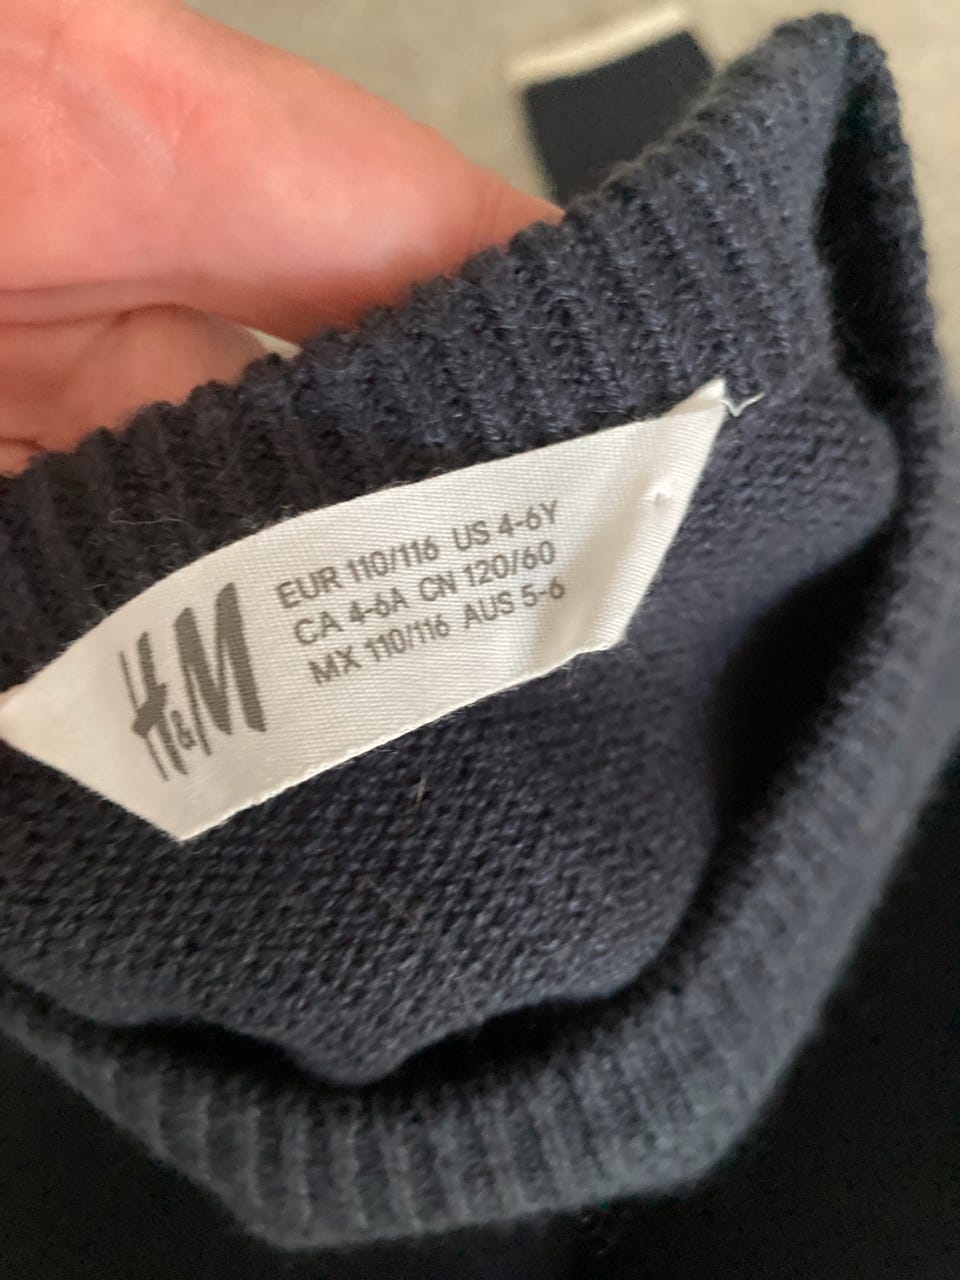 H&M
EUR 110/116 US 4-6Y
CA 4-6A CN 120/60
MX 110/116 AUS 5-6